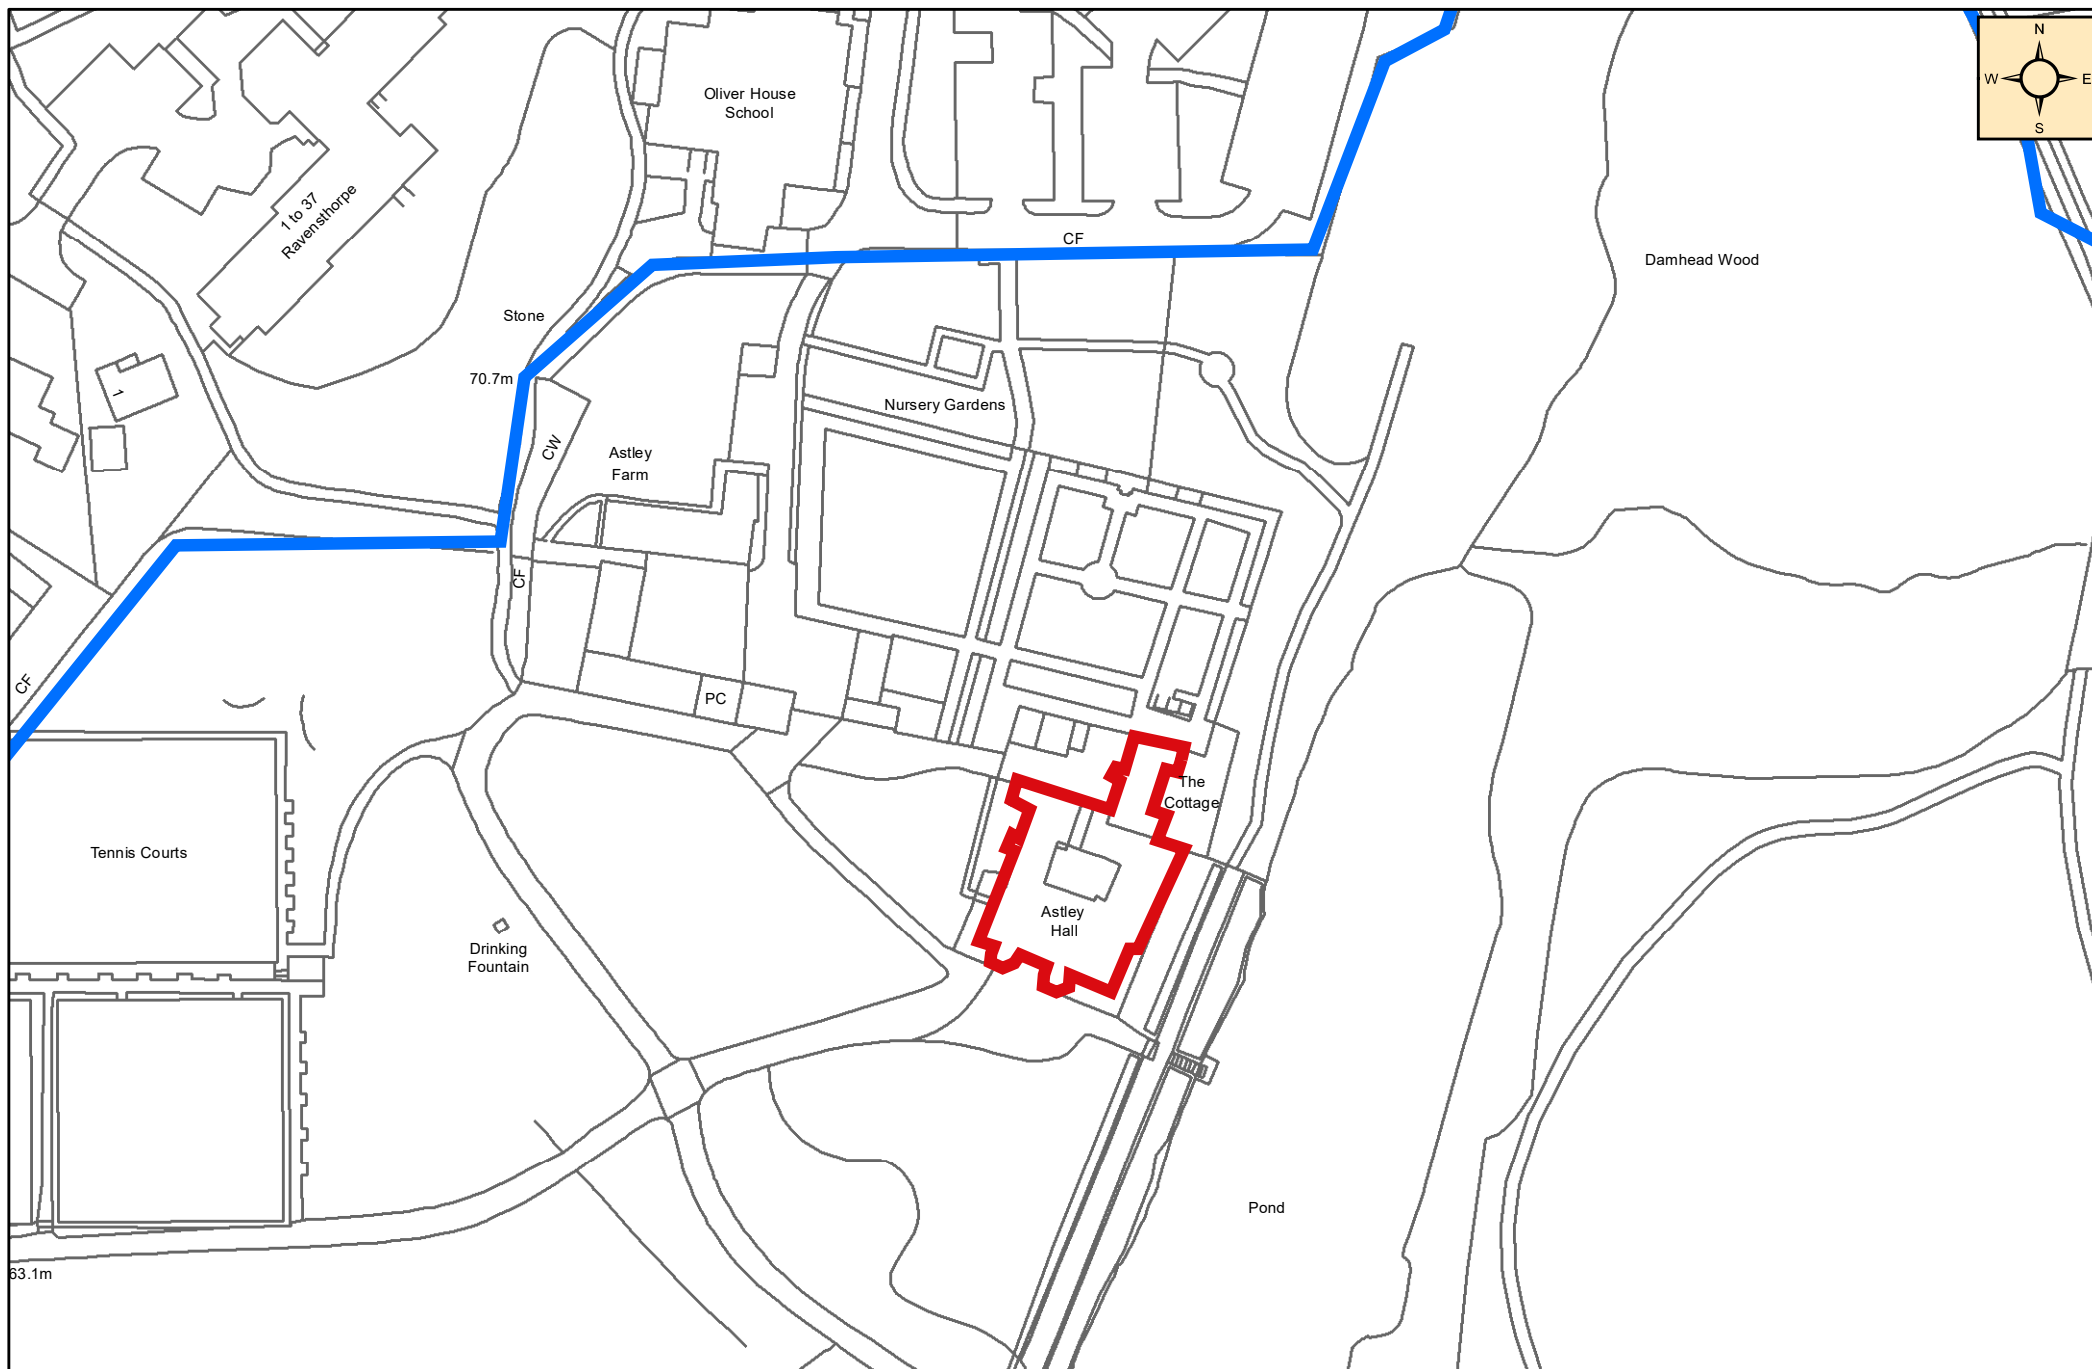 N
W E
S
Oliver House
School
1 to 37
Ravensthorpe
CF
Damhead Wood
Stone
70.7m
1
Nursery Gardens
CW
Astley
Farm
CF
CF
PC
The
Cottage
Tennis Courts
Astley
Hall
Drinking
Fountain
Pond
63.1m